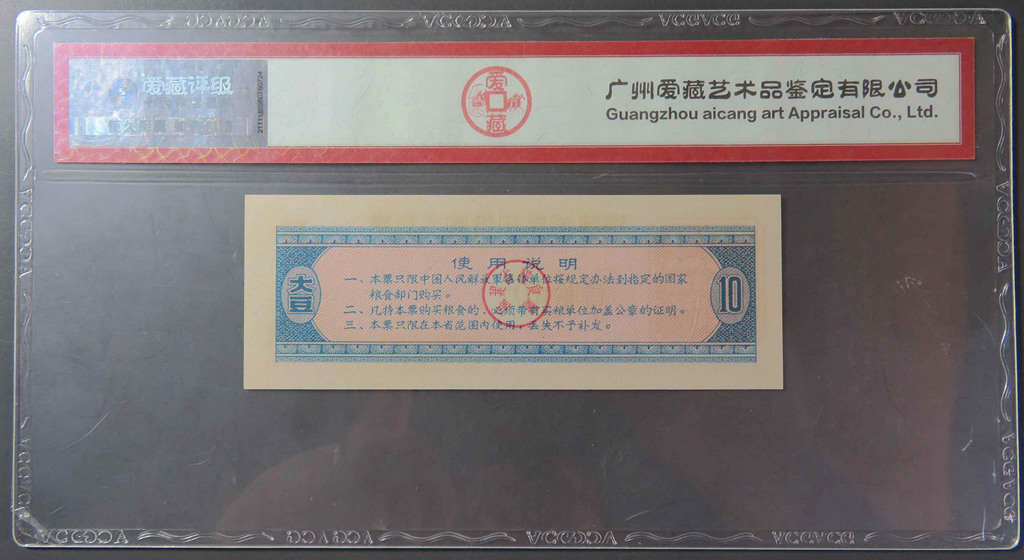 爱藏评级
爱藏
广州爱藏艺术品鉴定有限公司
Guangzhou aicang art Appraisal Co., Ltd.
使用说明
大豆
10
一、本票只限中国人民解放军集体单位按规定办法到指定的国家
粮食部门购买。
二、凡持本票购买粮食的，必须带有买粮单位加盖公章的证明。
三、本票只限在本省范围内使用，丢失不予补发。